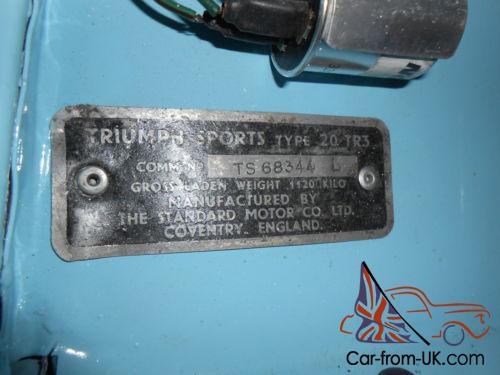 TRIUMPH SPORTS TYPE 20 TR3
COMM. No TS 68344 L
GROSS LADEN WEIGHT 1120 KILO
MANUFACTURED BY
THE STANDARD MOTOR CO. LTD.
COVENTRY, ENGLAND.
Car-from-UK.com